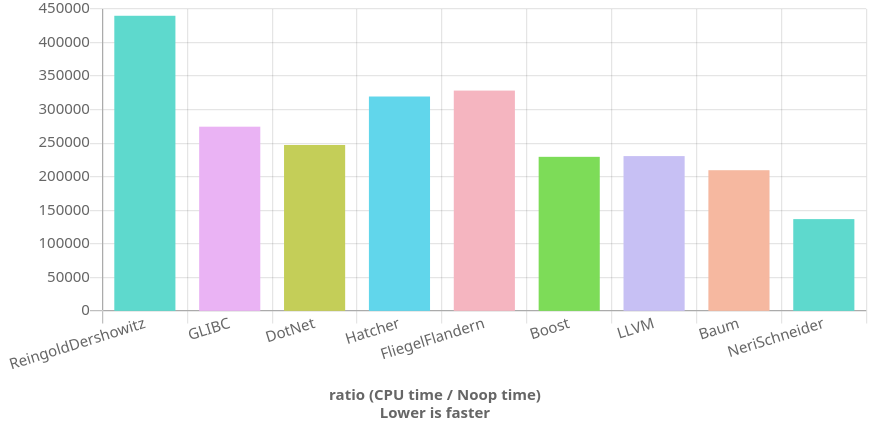 450000
400000
350000
300000
250000
200000
150000
100000
50000
0
ReingoldDershowitz
GLIBC
DotNet
Hatcher
FliegelFlandern
Boost
LLVM
Baum
NeriSchneider
ratio (CPU time / Noop time)
Lower is faster